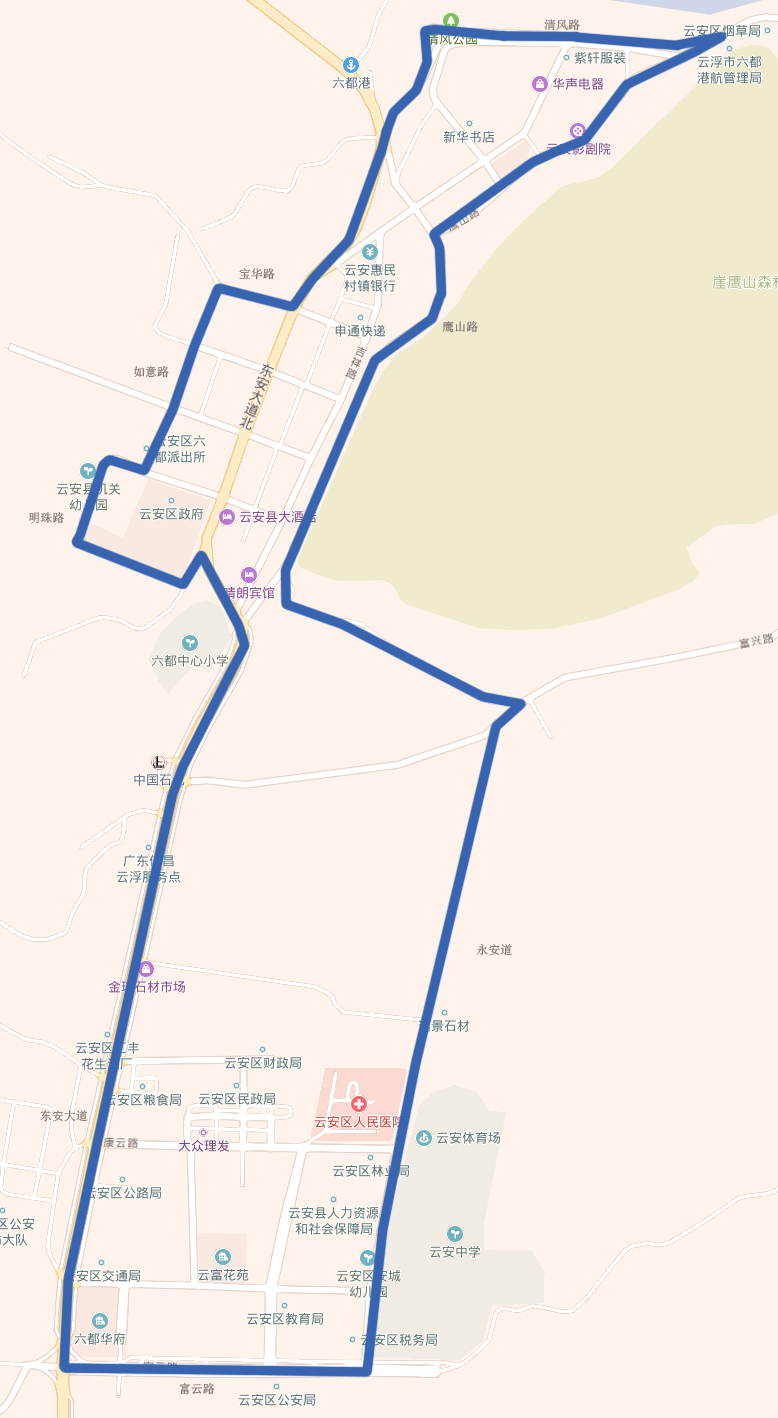 清风路
云安区烟草局
清风公园
紫轩服装
云浮市六都
港航管理局
六都港
华声电器
新华书店
云安影剧院
鹰山路
宝华路
云安惠民
村镇银行
崖鹰山森林
申通快递
鹰山路
吉祥路
如意路
东安大道北
云安区六
都派出所
云安县机关
幼儿园
明珠路
云安区政府
云安县大酒店
晴朗宾馆
六都中心小学
富兴路
中国石化
云浮服务点
永安道
石材市场
景石材
花生油厂
云安区财政局
云安区粮食局
云安区民政局
东安大道
云安区人民医院
康云路
大众理发
云安体育场
云安区林业局
云安区公路局
云安县人力资源
和社会保障局
区公安
大队
云安中学
云安区交通局
云富花苑
云安区安城
幼儿园
云安区教育局
六都华府
云安区税务局
富云路
富云路
云安区公安局